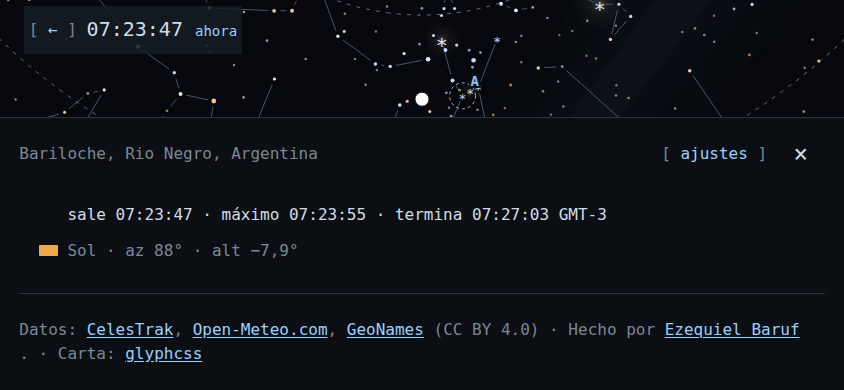 [ ← ] 07:23:47 ahora
A
Bariloche, Rio Negro, Argentina [ ajustes ] ×
sale 07:23:47 · máximo 07:23:55 · termina 07:27:03 GMT-3
Sol · az 88° · alt −7,9°
Datos: CelesTrak, Open-Meteo.com, GeoNames (CC BY 4.0) · Hecho por Ezequiel Baruf
. · Carta: glyphcss